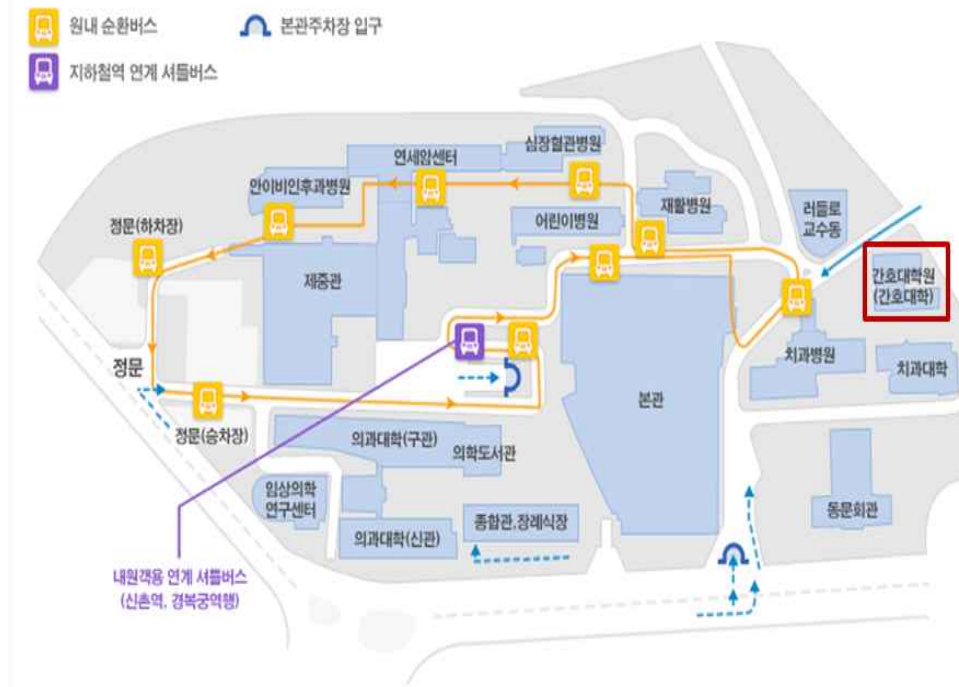 원내 순환버스
본관주차장 입구
지하철역 연계 셔틀버스
심장혈관병원
연세암센터
안이비인후과병원
재활병원
어린이병원
러들로
교수동
정문(하차장)
간호대학원
(간호대학)
제중관
치과병원
치과대학
정문
본관
정문(승차장)
의과대학(구관)
의학도서관
임상의학
연구센터
종합관,장례식장
동문회관
의과대학(신관)
내원객용 연계 셔틀버스
(신촌역, 경복궁역행)